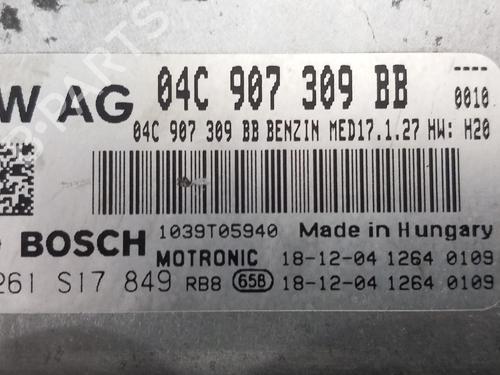 W AG 04C 907 309 BB ----
0010
04C 907 309 BB BENZIN MED17.1.27 HW: H20
BOSCH 1039T05940 Made in Hungary
MOTRONIC 18-12-04 1264 0109
261 S17 849 RB8 658 18-12-04 1264 0109